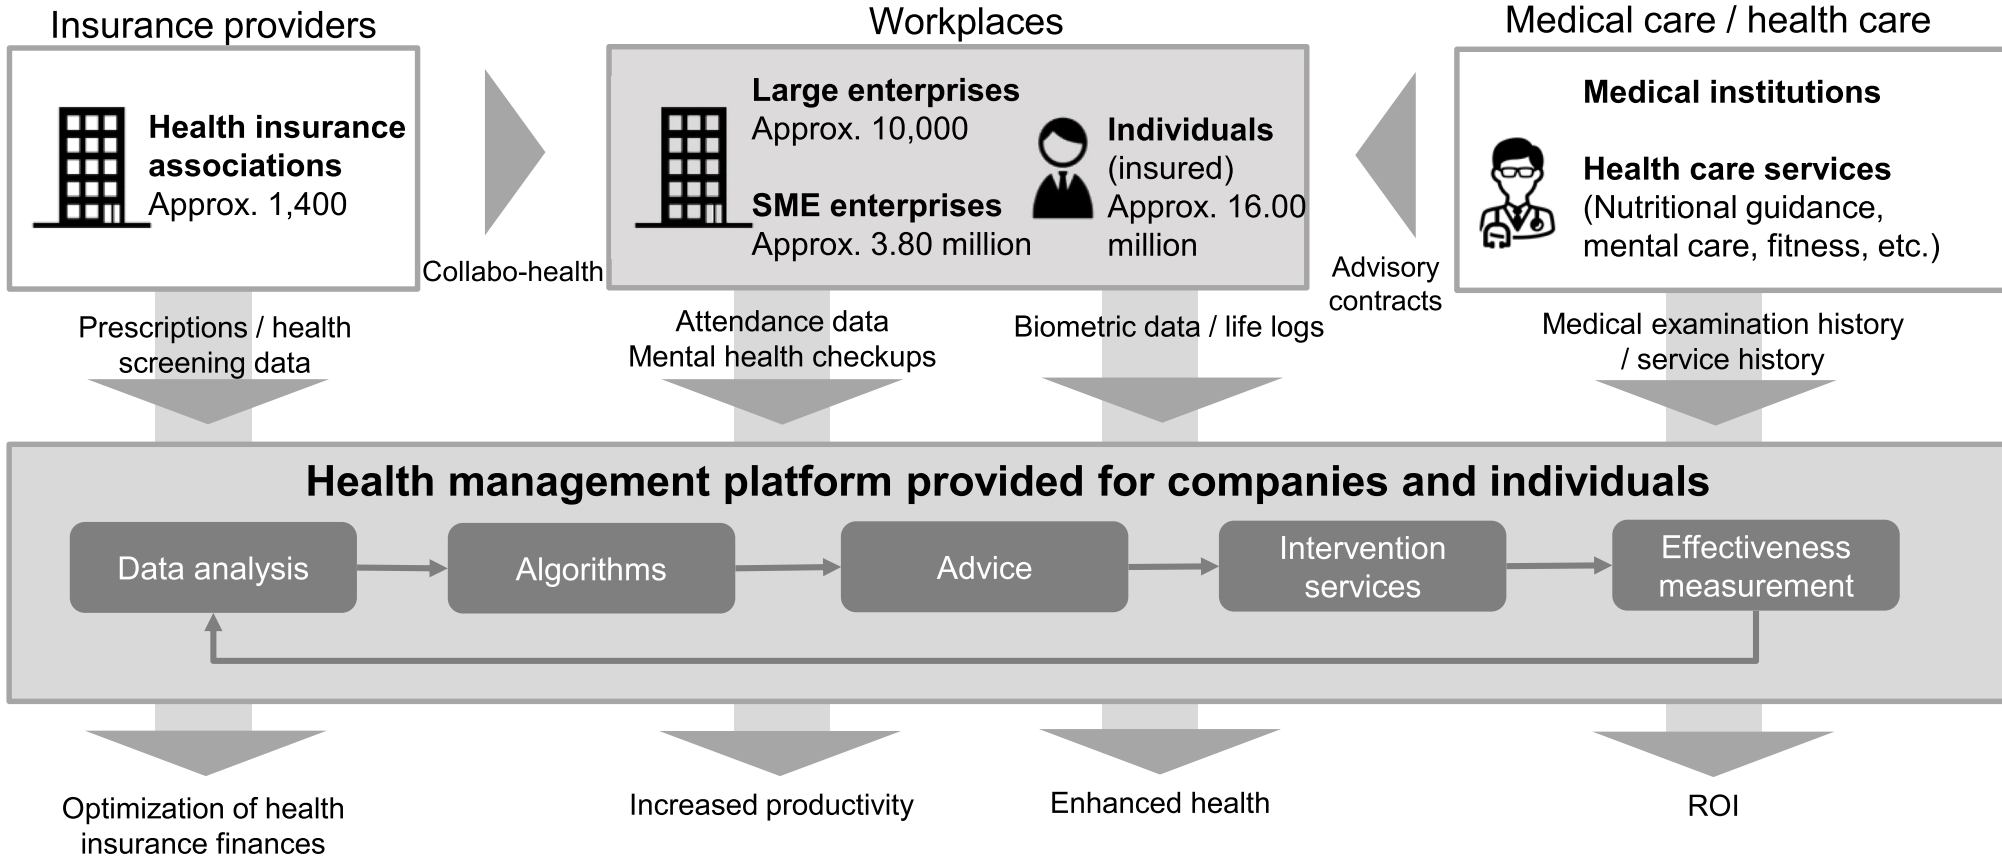 Insurance providers
Health insurance
associations
Approx. 1,400
Collabo-health
Workplaces
Large enterprises
Approx. 10,000
SME enterprises
Approx. 3.80 million
Individuals
(insured)
Approx. 16.00
million
Advisory
contracts
Medical care / health care
Medical institutions
Health care services
(Nutritional guidance,
mental care, fitness, etc.)
Prescriptions / health
screening data
Attendance data
Mental health checkups
Biometric data / life logs
Medical examination history
/ service history
Health management platform provided for companies and individuals
Data analysis
Algorithms
Advice
Intervention
services
Effectiveness
measurement
Optimization of health
insurance finances
Increased productivity
Enhanced health
ROI